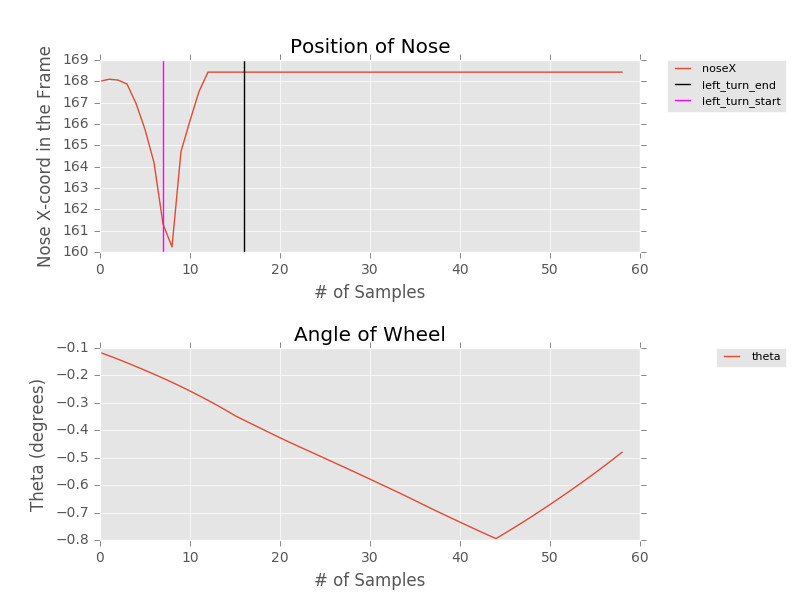 Position of Nose
Nose X-coord in the Frame
169
168
167
166
165
164
163
162
161
160
0 10 20 30 40 50 60
# of Samples
noseX
left_turn_end
left_turn_start
Angle of Wheel
Theta (degrees)
−0.1
−0.2
−0.3
−0.4
−0.5
−0.6
−0.7
−0.8
0 10 20 30 40 50 60
# of Samples
theta